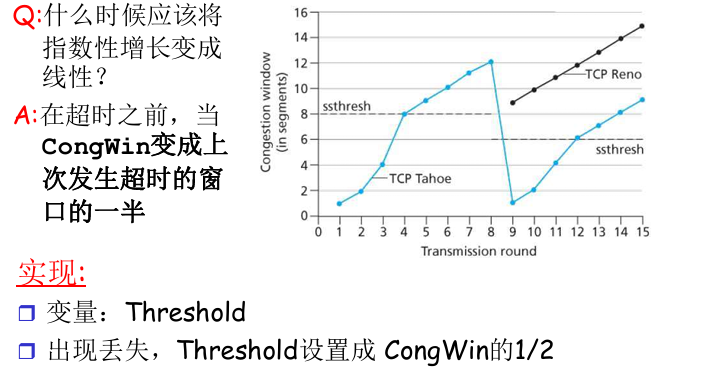 Q:什么时候应该将
指数性增长变成
线性？
A:在超时之前，当
CongWin变成上
次发生超时的窗
口的一半
Congestion window
(in segments)
16
14
12
10
8
6
4
2
0
ssthresh
TCP Tahoe
TCP Reno
ssthresh
0 1 2 3 4 5 6 7 8 9 10 11 12 13 14 15
Transmission round
实现:
变量：Threshold
出现丢失，Threshold设置成 CongWin的1/2